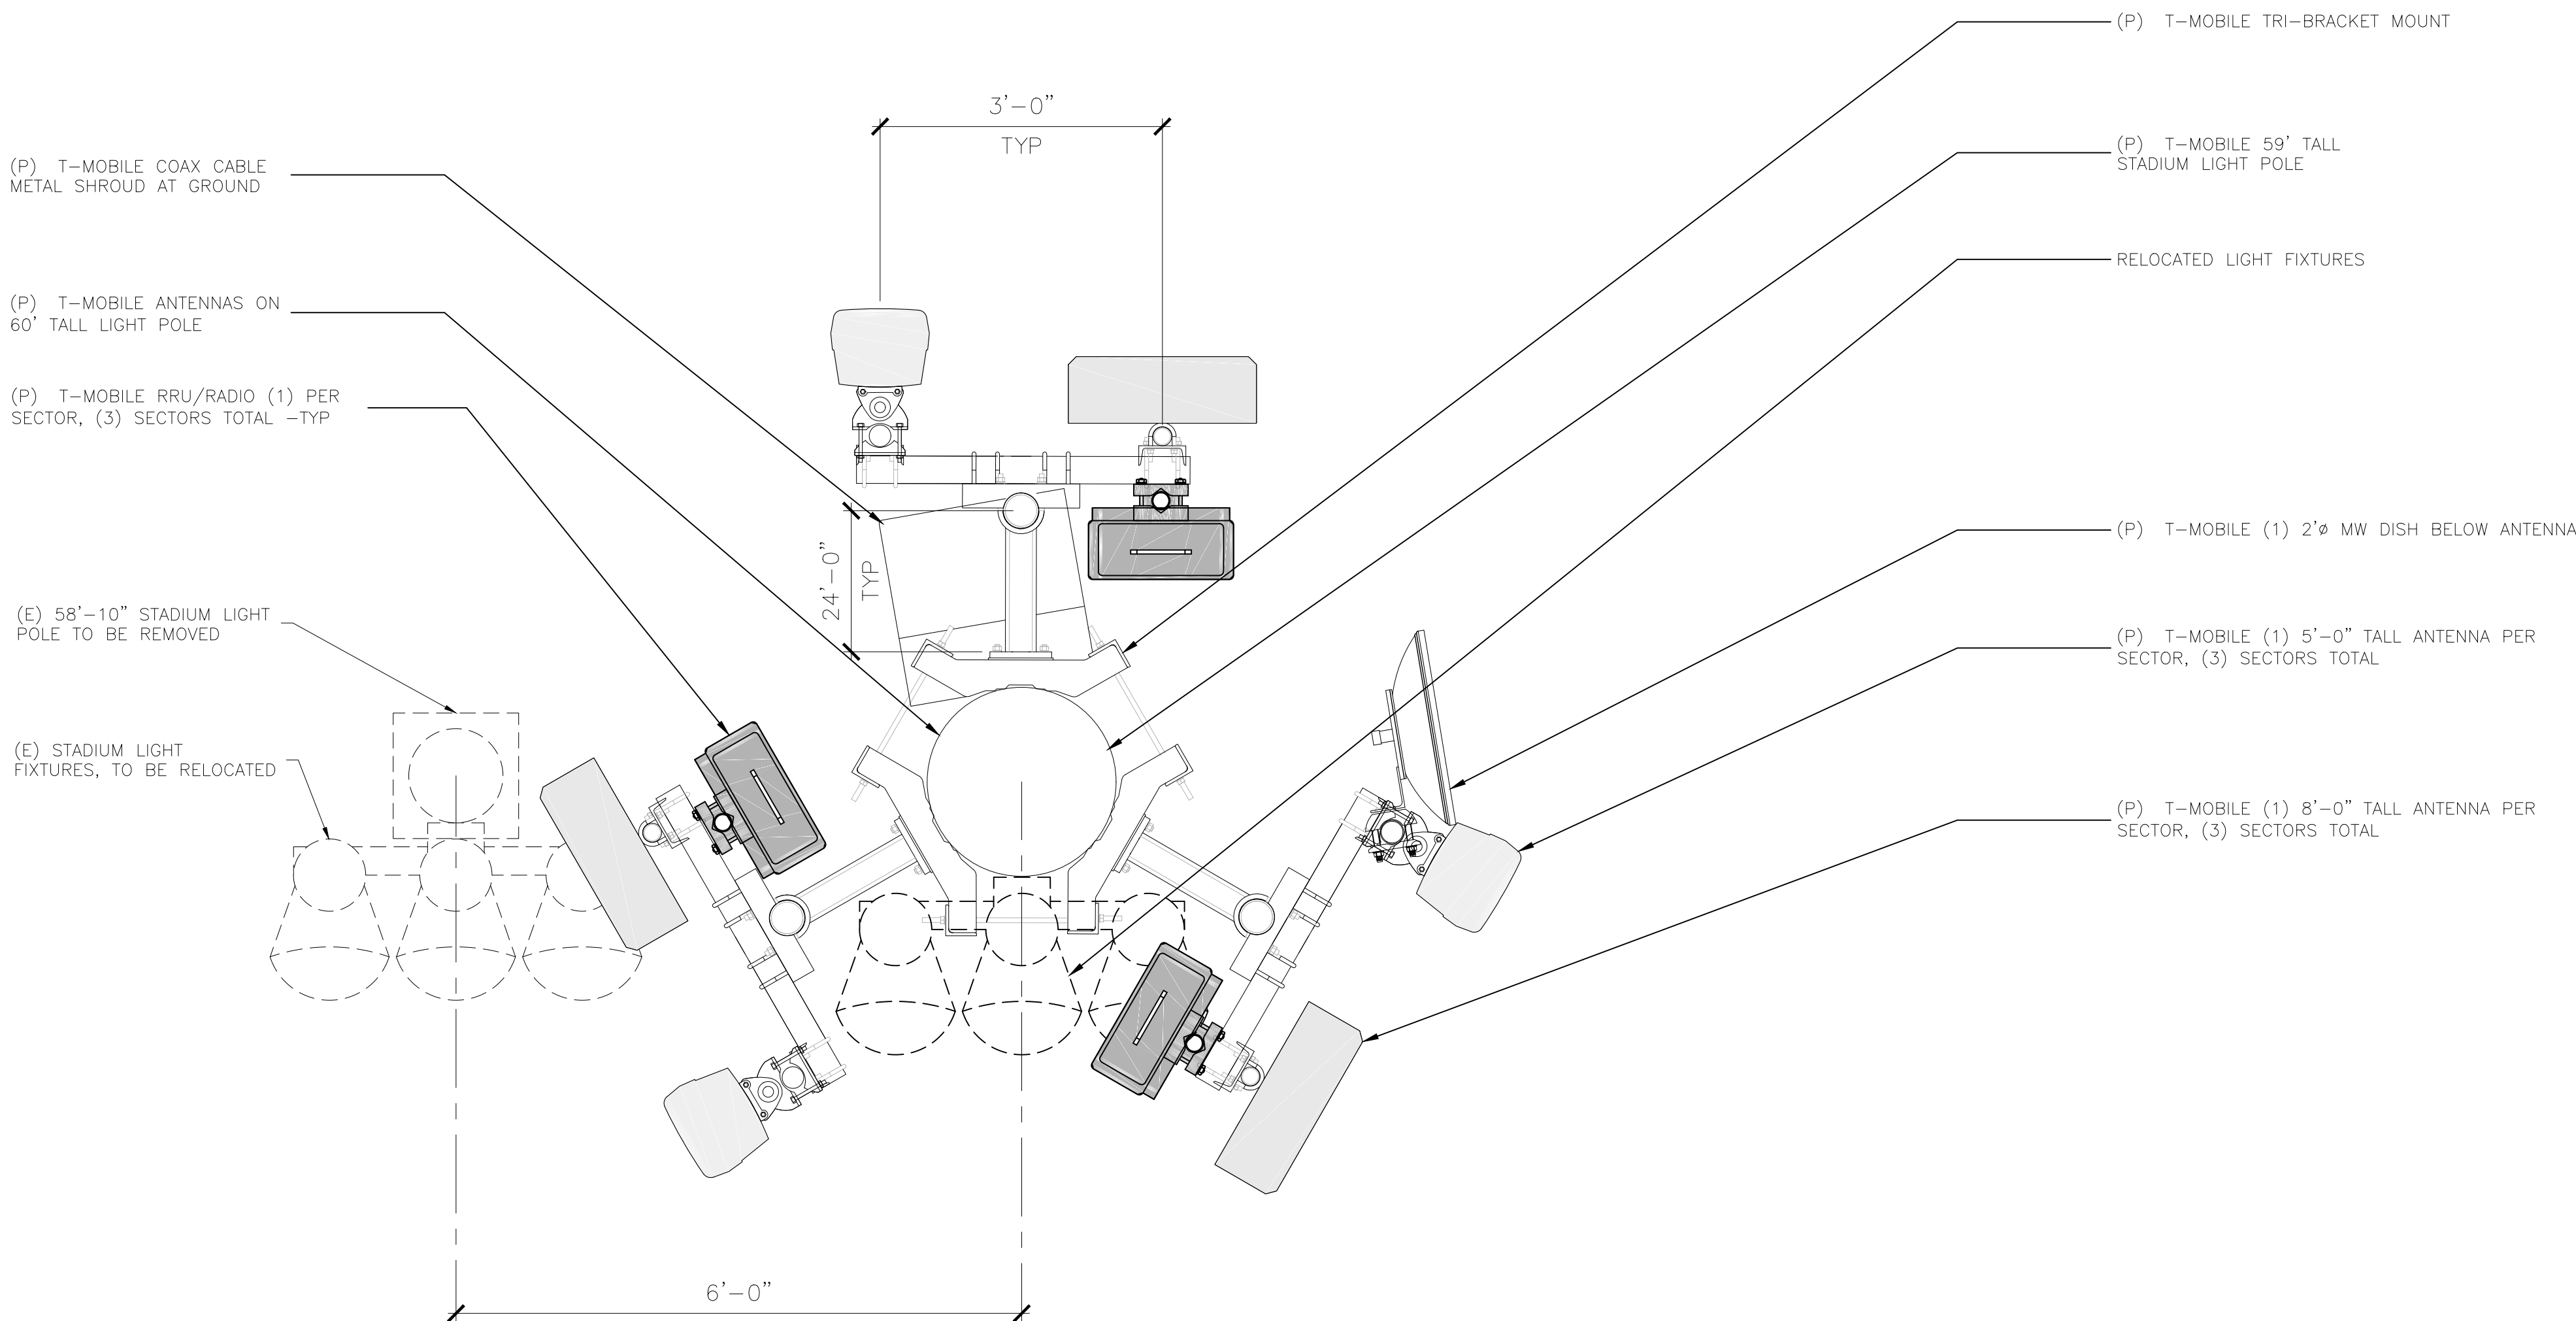 (P) T-MOBILE TRI-BRACKET MOUNT
3'-0"
TYP
(P) T-MOBILE 59' TALL
STADIUM LIGHT POLE
(P) T-MOBILE COAX CABLE
METAL SHROUD AT GROUND
RELOCATED LIGHT FIXTURES
(P) T-MOBILE ANTENNAS ON
60' TALL LIGHT POLE
(P) T-MOBILE RRU/RADIO (1) PER
SECTOR, (3) SECTORS TOTAL -TYP
24'-0"
TYP
(P) T-MOBILE (1) 2'ø MW DISH BELOW ANTENNA
(E) 58'-10" STADIUM LIGHT
POLE TO BE REMOVED
(P) T-MOBILE (1) 5'-0" TALL ANTENNA PER
SECTOR, (3) SECTORS TOTAL
(E) STADIUM LIGHT
FIXTURES, TO BE RELOCATED
(P) T-MOBILE (1) 8'-0" TALL ANTENNA PER
SECTOR, (3) SECTORS TOTAL
6'-0"